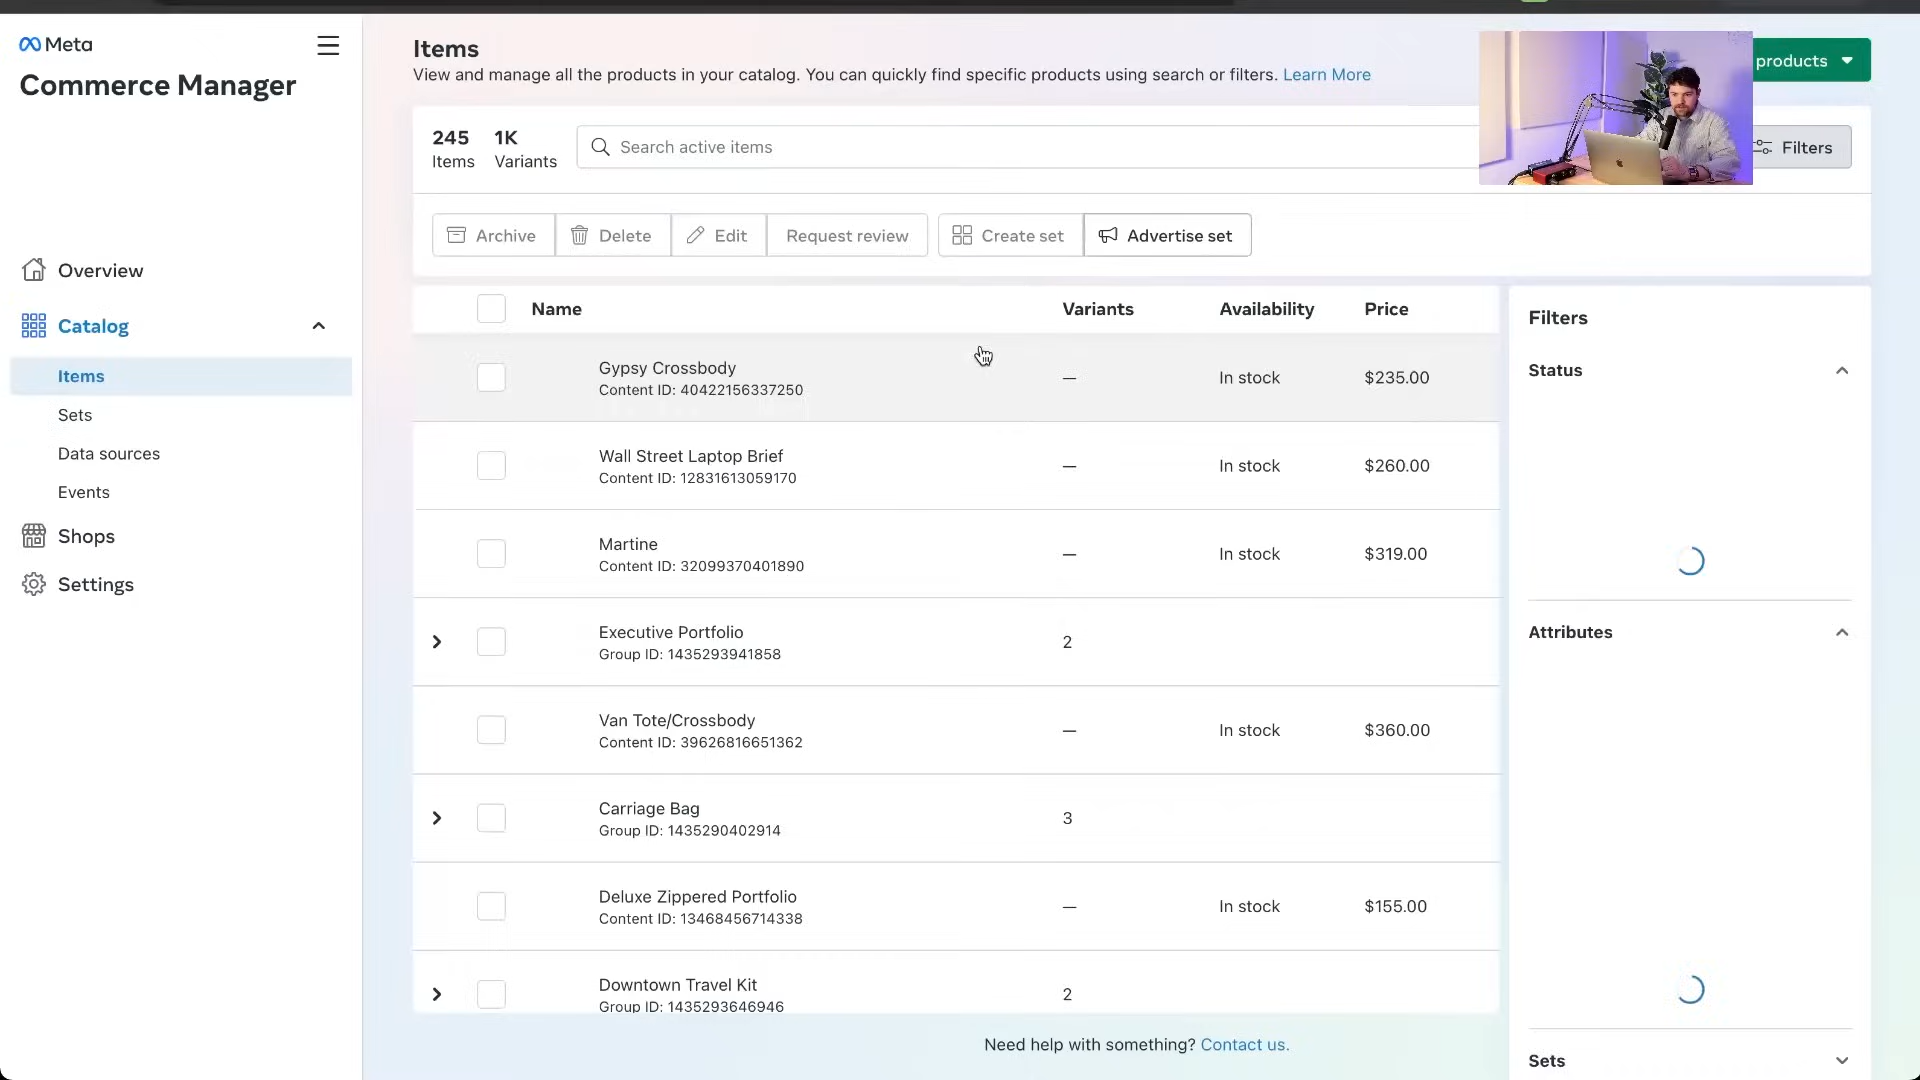 Meta
Commerce Manager
Overview
Catalog
Items
Sets
Data sources
Events
Shops
Settings
Items
View and manage all the products in your catalog. You can quickly find specific products using search or filters. Learn More
products
245 1K
Items Variants
Search active items
Filters
Archive Delete Edit Request review Create set Advertise set
Name Variants Availability Price
Gypsy Crossbody
Content ID: 40422156337250
— In stock $235.00
Wall Street Laptop Brief
Content ID: 12831613059170
— In stock $260.00
Martine
Content ID: 32099370401890
— In stock $319.00
Executive Portfolio
Group ID: 1435293941858
2
Van Tote/Crossbody
Content ID: 39626816651362
— In stock $360.00
Carriage Bag
Group ID: 1435290402914
3
Deluxe Zippered Portfolio
Content ID: 13468456714338
— In stock $155.00
Downtown Travel Kit
Group ID: 1435293646946
2
Need help with something? Contact us.
Filters
Status
Attributes
Sets